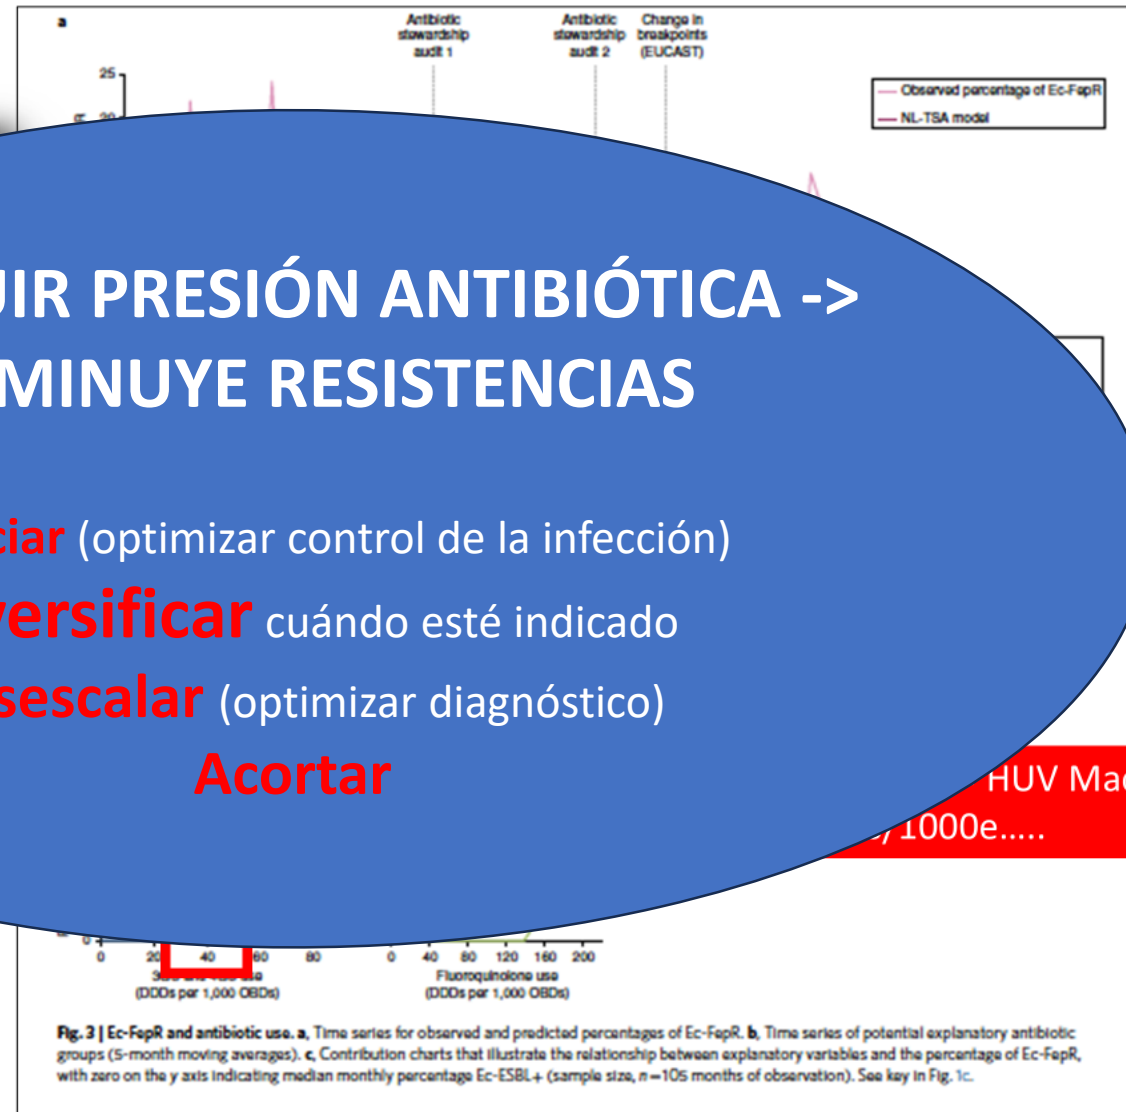 a
Antibiotic
stewardship
audit 1
Antibiotic
stewardship
audit 2
Change in
breakpoints
(EUCAST)
25
Observed percentage of Ec-FepR
NL-TSA model
UIR PRESIÓN ANTIBIÓTICA ->
MINUYE RESISTENCIAS
ciar (optimizar control de la infección)
versificar cuándo esté indicado
sescalar (optimizar diagnóstico)
Acortar
HUV Mac
/1000e.....
0 20 40 60 80
0 40 80 120 160 200
(DDDs per 1,000 OBDs)
Fluoroquinolone use
(DDDs per 1,000 OBDs)
Fig. 3 | Ec-FepR and antibiotic use. a, Time series for observed and predicted percentages of Ec-FepR. b, Time series of potential explanatory antibiotic
groups (5-month moving averages). c, Contribution charts that illustrate the relationship between explanatory variables and the percentage of Ec-FepR,
with zero on the y axis indicating median monthly percentage Ec-ESBL+ (sample size, n=105 months of observation). See key in Fig. 1c.